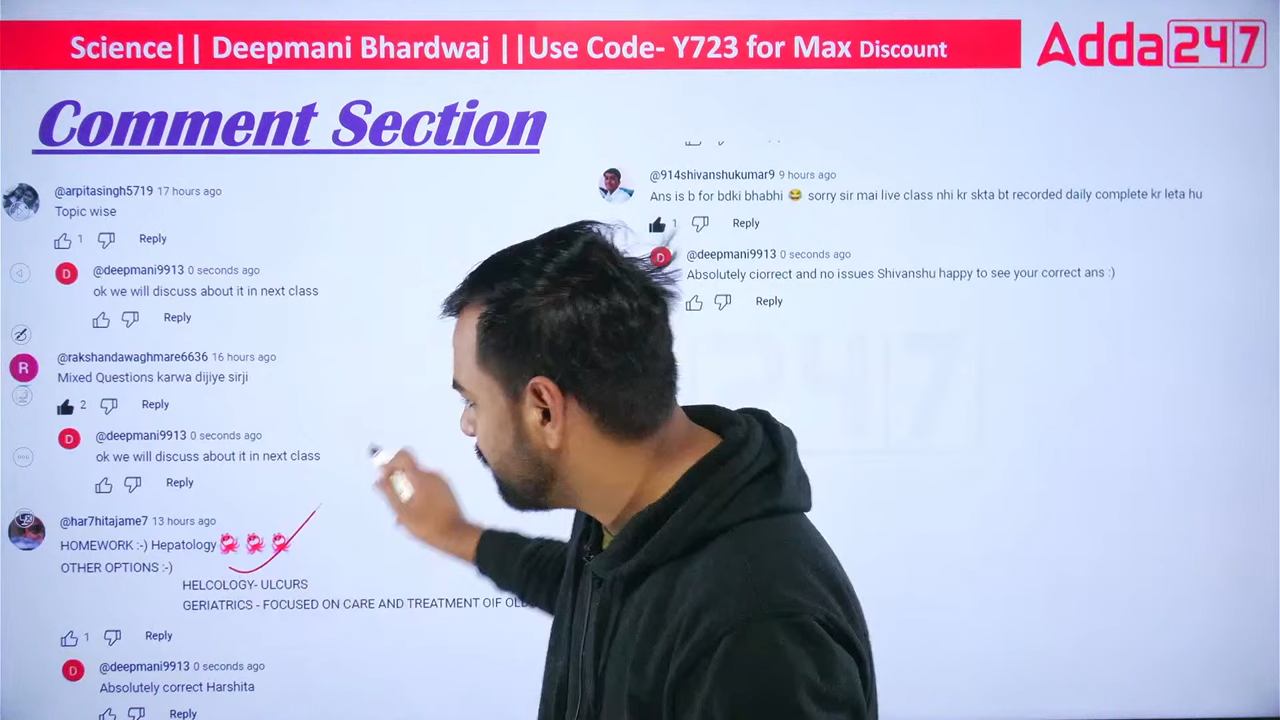 Science|| Deepmani Bhardwaj ||Use Code- Y723 for Max Discount
Adda247
Comment Section
@arpitasingh5719 17 hours ago
Topic wise
1 Reply
@deepmani9913 0 seconds ago
D
ok we will discuss about it in next class
Reply
@rakshandawaghmare6636 16 hours ago
R
Mixed Questions karwa dijiye sirji
2 Reply
@deepmani9913 0 seconds ago
D
ok we will discuss about it in next class
Reply
@har7hitajame7 13 hours ago
HOMEWORK :-) Hepatology
OTHER OPTIONS :-)
HELCOLOGY- ULCURS
GERIATRICS - FOCUSED ON CARE AND TREATMENT OIF
1 Reply
@deepmani9913 0 seconds ago
D
Absolutely correct Harshita
Reply
@914shivanshukumar9 9 hours ago
Ans is b for bdki bhabhi 😂 sorry sir mai live class nhi kr skta bt recorded daily complete kr leta hu
1 Reply
@deepmani9913 0 seconds ago
D
Absolutely ciorrect and no issues Shivanshu happy to see your correct ans :)
Reply